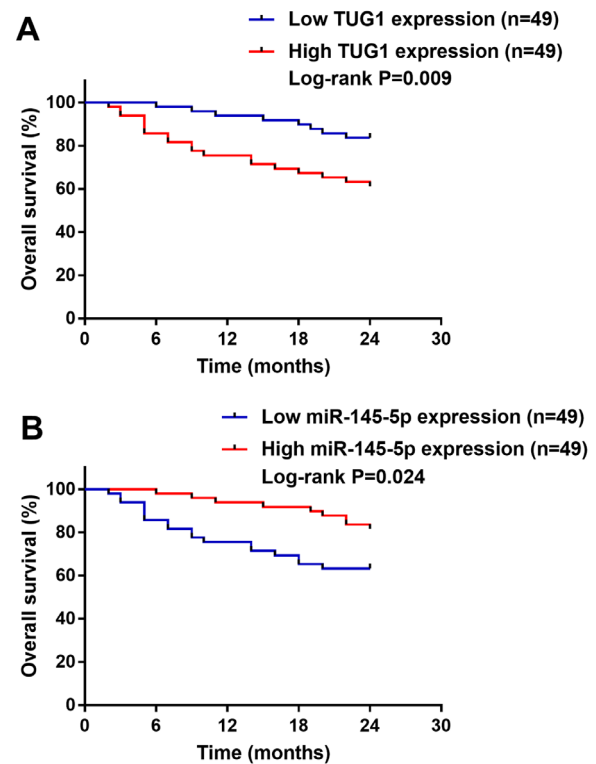 A
Low TUG1 expression (n=49)
High TUG1 expression (n=49)
Log-rank P=0.009
Overall survival (%)
100
80
60
40
20
0
0 6 12 18 24 30
Time (months)
B
Low miR-145-5p expression (n=49)
High miR-145-5p expression (n=49)
Log-rank P=0.024
Overall survival (%)
100
80
60
40
20
0
0 6 12 18 24 30
Time (months)